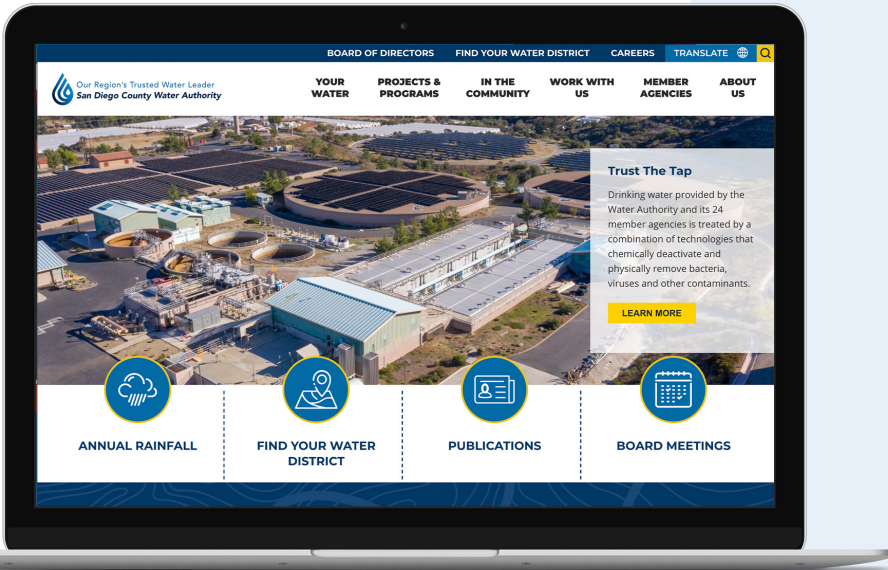 BOARD OF DIRECTORS FIND YOUR WATER DISTRICT CAREERS TRANSLATE
Our Region's Trusted Water Leader
San Diego County Water Authority
YOUR WATER
PROJECTS & PROGRAMS
IN THE COMMUNITY
WORK WITH US
MEMBER AGENCIES
ABOUT US
Trust The Tap
Drinking water provided by the
Water Authority and its 24
member agencies is treated by a
combination of technologies that
chemically deactivate and
physically remove bacteria,
viruses and other contaminants.
LEARN MORE
ANNUAL RAINFALL
FIND YOUR WATER
DISTRICT
PUBLICATIONS
BOARD MEETINGS